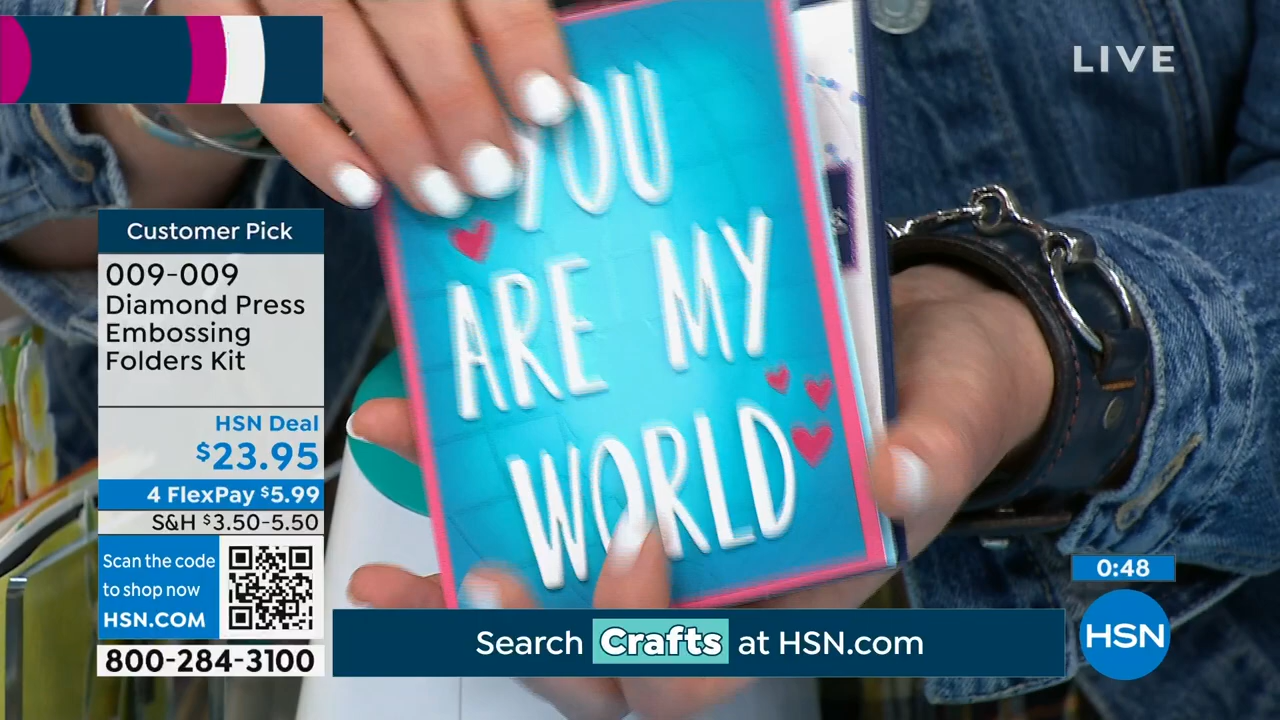 LIVE
YOU
ARE MY
WORLD
Customer Pick
009-009
Diamond Press
Embossing
Folders Kit
HSN Deal
$23.95
4 FlexPay $5.99
S&H $3.50-5.50
Scan the code
to shop now
HSN.COM
800-284-3100
Search Crafts at HSN.com
0:48
HSN